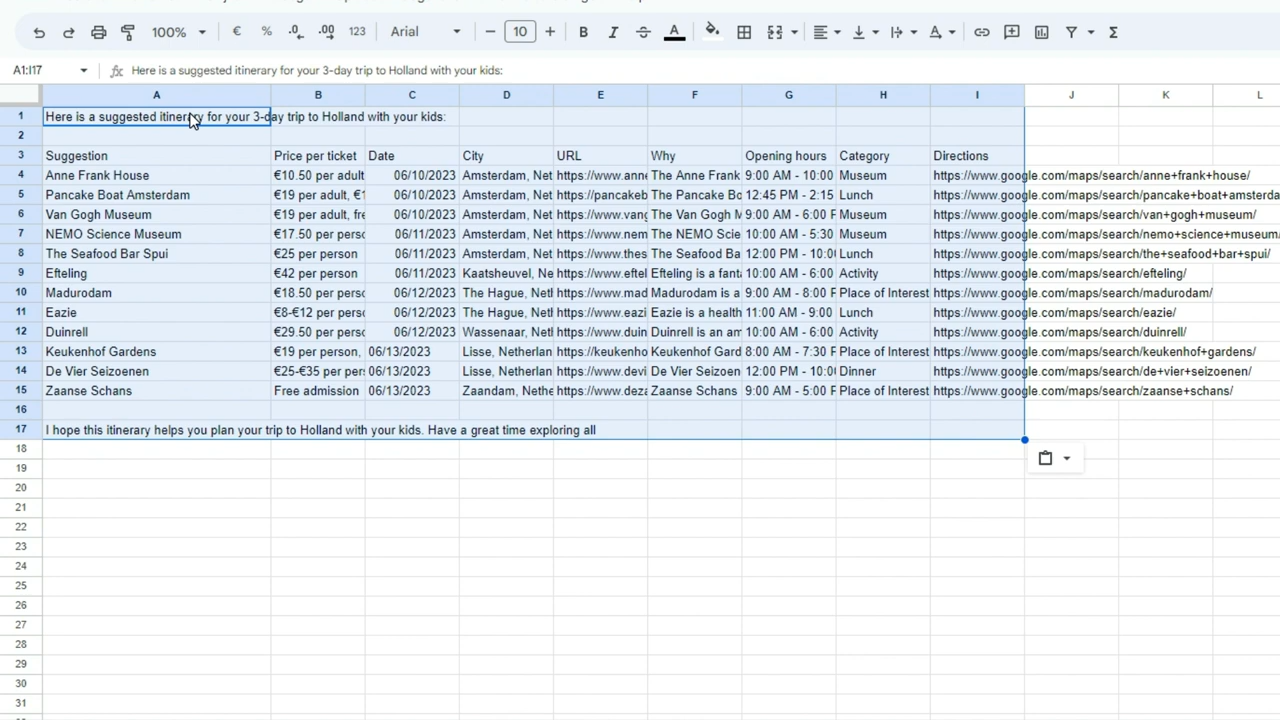 100%
€
%
.0
.00
123
Arial
10
B
I
A
Σ
A1:I17
fx
Here is a suggested itinerary for your 3-day trip to Holland with your kids:
A B C D E F G H I J K L
1 Here is a suggested itinerary for your 3-day trip to Holland with your kids:
2
3 Suggestion Price per ticket Date City URL Why Opening hours Category Directions
4 Anne Frank House €10.50 per adult 06/10/2023 Amsterdam, Net https://www.anne The Anne Frank 9:00 AM - 10:00 Museum https://www.google.com/maps/search/anne+frank+house/
5 Pancake Boat Amsterdam €19 per adult, €1 06/10/2023 Amsterdam, Net https://pancakeb The Pancake Bo 12:45 PM - 2:15 Lunch https://www.google.com/maps/search/pancake+boat+amsterda
6 Van Gogh Museum €19 per adult, fre 06/10/2023 Amsterdam, Net https://www.vang The Van Gogh M 9:00 AM - 6:00 P Museum https://www.google.com/maps/search/van+gogh+museum/
7 NEMO Science Museum €17.50 per perso 06/11/2023 Amsterdam, Net https://www.nem The NEMO Scie 10:00 AM - 5:30 Museum https://www.google.com/maps/search/nemo+science+museum/
8 The Seafood Bar Spui €25 per person 06/11/2023 Amsterdam, Net https://www.thes The Seafood Ba 12:00 PM - 10:00 Lunch https://www.google.com/maps/search/the+seafood+bar+spui/
9 Efteling €42 per person 06/11/2023 Kaatsheuvel, Ne https://www.eftel Efteling is a fanta 10:00 AM - 6:00 Activity https://www.google.com/maps/search/efteling/
10 Madurodam €18.50 per perso 06/12/2023 The Hague, Neth https://www.mad Madurodam is a 9:00 AM - 8:00 P Place of Interest https://www.google.com/maps/search/madurodam/
11 Eazie €8-€12 per perso 06/12/2023 The Hague, Neth https://www.eazi Eazie is a health 11:00 AM - 9:00 Lunch https://www.google.com/maps/search/eazie/
12 Duinrell €29.50 per perso 06/12/2023 Wassenaar, Neth https://www.duin Duinrell is an am 10:00 AM - 6:00 Activity https://www.google.com/maps/search/duinrell/
13 Keukenhof Gardens €19 per person, 06/13/2023 Lisse, Netherlan https://keukenho Keukenhof Gard 8:00 AM - 7:30 P Place of Interest https://www.google.com/maps/search/keukenhof+gardens/
14 De Vier Seizoenen €25-€35 per pers 06/13/2023 Lisse, Netherlan https://www.devi De Vier Seizoen 12:00 PM - 10:00 Dinner https://www.google.com/maps/search/de+vier+seizoenen/
15 Zaanse Schans Free admission 06/13/2023 Zaandam, Nethe https://www.deza Zaanse Schans 9:00 AM - 5:00 P Place of Interest https://www.google.com/maps/search/zaanse+schans/
16
17 I hope this itinerary helps you plan your trip to Holland with your kids. Have a great time exploring all
18
19
20
21
22
23
24
25
26
27
28
29
30
31